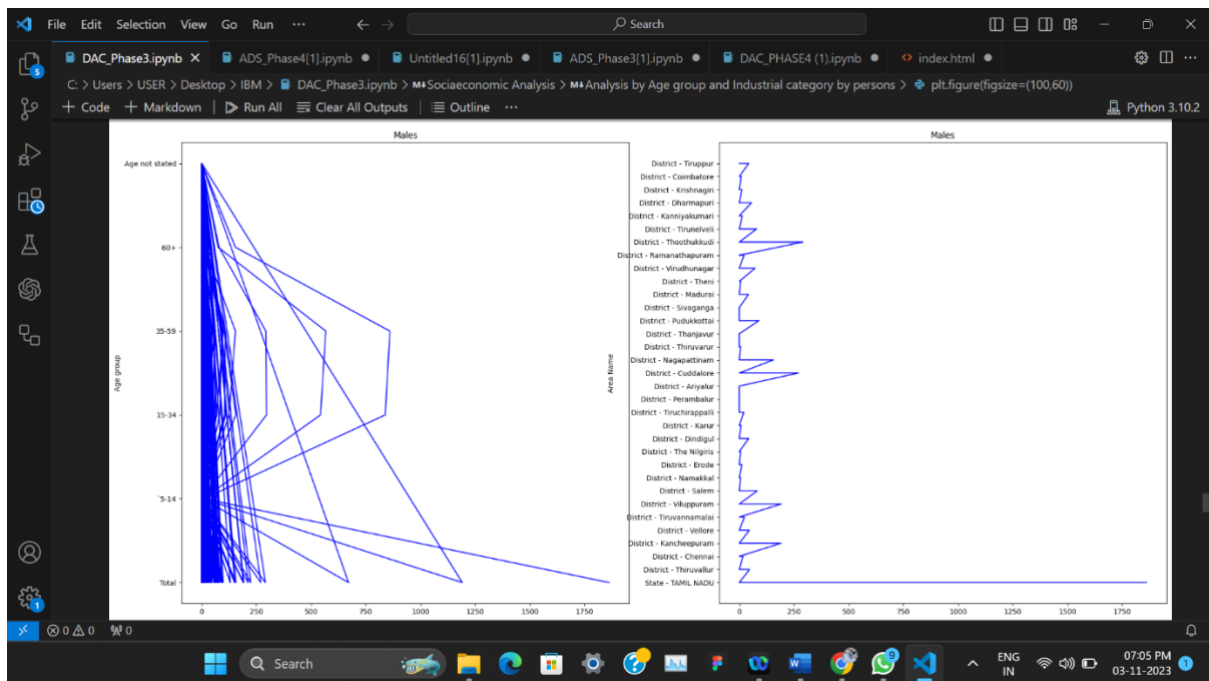 File Edit Selection View Go Run ··· Search
DAC_Phase3.ipynb ADS_Phase4[1].ipynb Untitled16[1].ipynb ADS_Phase3[1].ipynb DAC_PHASE4 (1).ipynb index.html
C: > Users > USER > Desktop > IBM > DAC_Phase3.ipynb > M↓Sociaeconomic Analysis > M↓Analysis by Age group and Industrial category by persons > plt.figure(figsize=(100,60))
+ Code + Markdown Run All Clear All Outputs Outline ··· Python 3.10.2
5
1
Males
Age group
Age not stated
60+
35-59
15-34
`5-14
Total
0 250 500 750 1000 1250 1500 1750
Males
Area Name
District - Tiruppur
District - Coimbatore
District - Krishnagiri
District - Dharmapuri
District - Kanniyakumari
District - Tirunelveli
District - Thoothukkudi
District - Ramanathapuram
District - Virudhunagar
District - Theni
District - Madurai
District - Sivaganga
District - Pudukkottai
District - Thanjavur
District - Thiruvarur
District - Nagapattinam
District - Cuddalore
District - Ariyalur
District - Perambalur
District - Tiruchirappalli
District - Karur
District - Dindigul
District - The Nilgiris
District - Erode
District - Namakkal
District - Salem
District - Viluppuram
District - Tiruvannamalai
District - Vellore
District - Kancheepuram
District - Chennai
District - Thiruvallur
State - TAMIL NADU
0 250 500 750 1000 1250 1500 1750
0 0 0
Search
ENG
IN
07:05 PM
03-11-2023
1